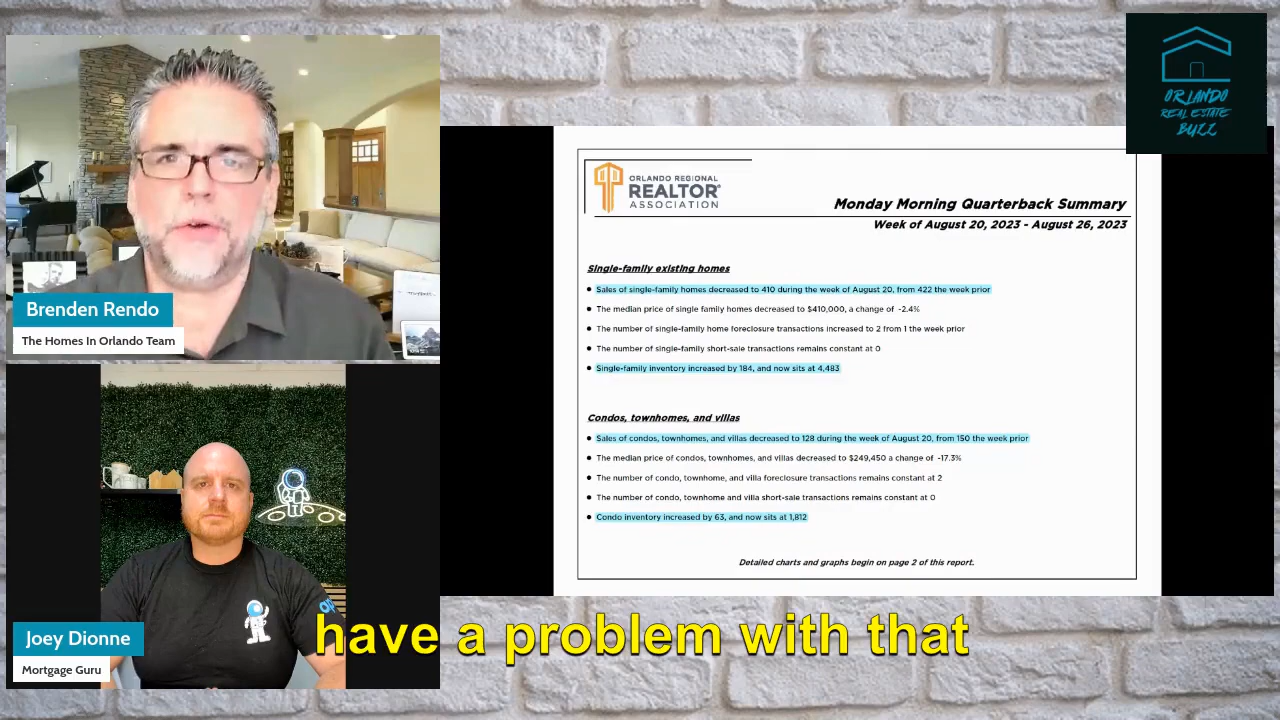 Brenden Rendo
The Homes In Orlando Team
Joey Dionne
Mortgage Guru
ORLANDO
REAL ESTATE
BUZZ
ORLANDO REGIONAL
REALTOR®
ASSOCIATION
Monday Morning Quarterback Summary
Week of August 20, 2023 - August 26, 2023
Single-family existing homes
● Sales of single-family homes decreased to 410 during the week of August 20, from 422 the week prior
● The median price of single family homes decreased to $410,000, a change of -2.4%
● The number of single-family home foreclosure transactions increased to 2 from 1 the week prior
● The number of single-family short-sale transactions remains constant at 0
● Single-family inventory increased by 184, and now sits at 4,483
Condos, townhomes, and villas
● Sales of condos, townhomes, and villas decreased to 128 during the week of August 20, from 150 the week prior
● The median price of condos, townhomes, and villas decreased to $249,450 a change of -17.3%
● The number of condo, townhome, and villa foreclosure transactions remains constant at 2
● The number of condo, townhome and villa short-sale transactions remains constant at 0
● Condo inventory increased by 63, and now sits at 1,812
Detailed charts and graphs begin on page 2 of this report.
have a problem with that